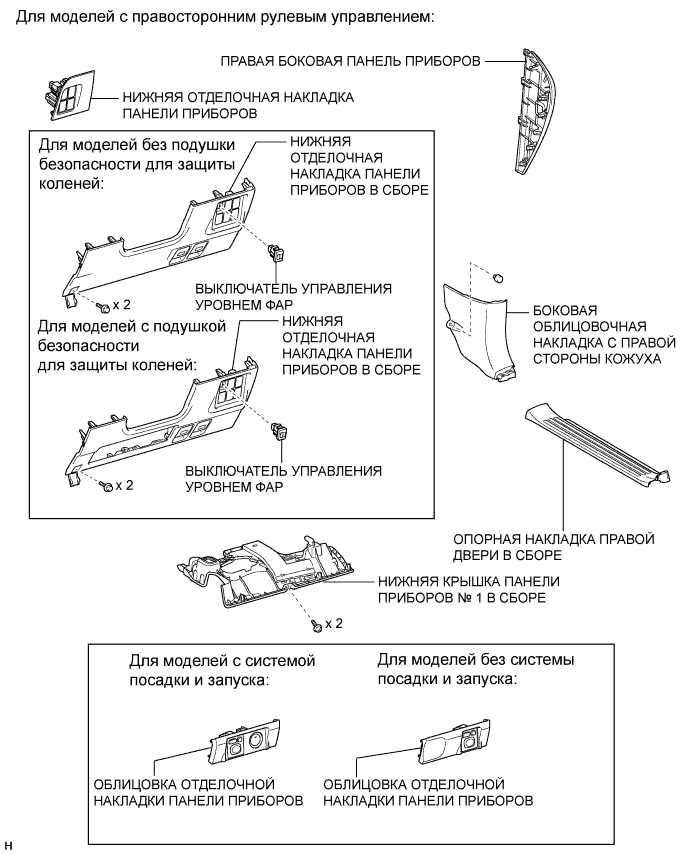 Для моделей с правосторонним рулевым управлением:
ПРАВАЯ БОКОВАЯ ПАНЕЛЬ ПРИБОРОВ
НИЖНЯЯ ОТДЕЛОЧНАЯ НАКЛАДКА
ПАНЕЛИ ПРИБОРОВ
Для моделей без подушки
безопасности для защиты
коленей:
НИЖНЯЯ
ОТДЕЛОЧНАЯ
НАКЛАДКА ПАНЕЛИ
ПРИБОРОВ В СБОРЕ
x 2
ВЫКЛЮЧАТЕЛЬ УПРАВЛЕНИЯ
УРОВНЕМ ФАР
Для моделей с подушкой
безопасности
для защиты коленей:
НИЖНЯЯ
ОТДЕЛОЧНАЯ
НАКЛАДКА ПАНЕЛИ
ПРИБОРОВ В СБОРЕ
x 2
ВЫКЛЮЧАТЕЛЬ УПРАВЛЕНИЯ
УРОВНЕМ ФАР
БОКОВАЯ
ОБЛИЦОВОЧНАЯ
НАКЛАДКА С ПРАВОЙ
СТОРОНЫ КОЖУХА
ОПОРНАЯ НАКЛАДКА ПРАВОЙ
ДВЕРИ В СБОРЕ
НИЖНЯЯ КРЫШКА ПАНЕЛИ
ПРИБОРОВ № 1 В СБОРЕ
x 2
Для моделей с системой
посадки и запуска:
ОБЛИЦОВКА ОТДЕЛОЧНОЙ
НАКЛАДКИ ПАНЕЛИ ПРИБОРОВ
Для моделей без системы
посадки и запуска:
ОБЛИЦОВКА ОТДЕЛОЧНОЙ
НАКЛАДКИ ПАНЕЛИ ПРИБОРОВ
H